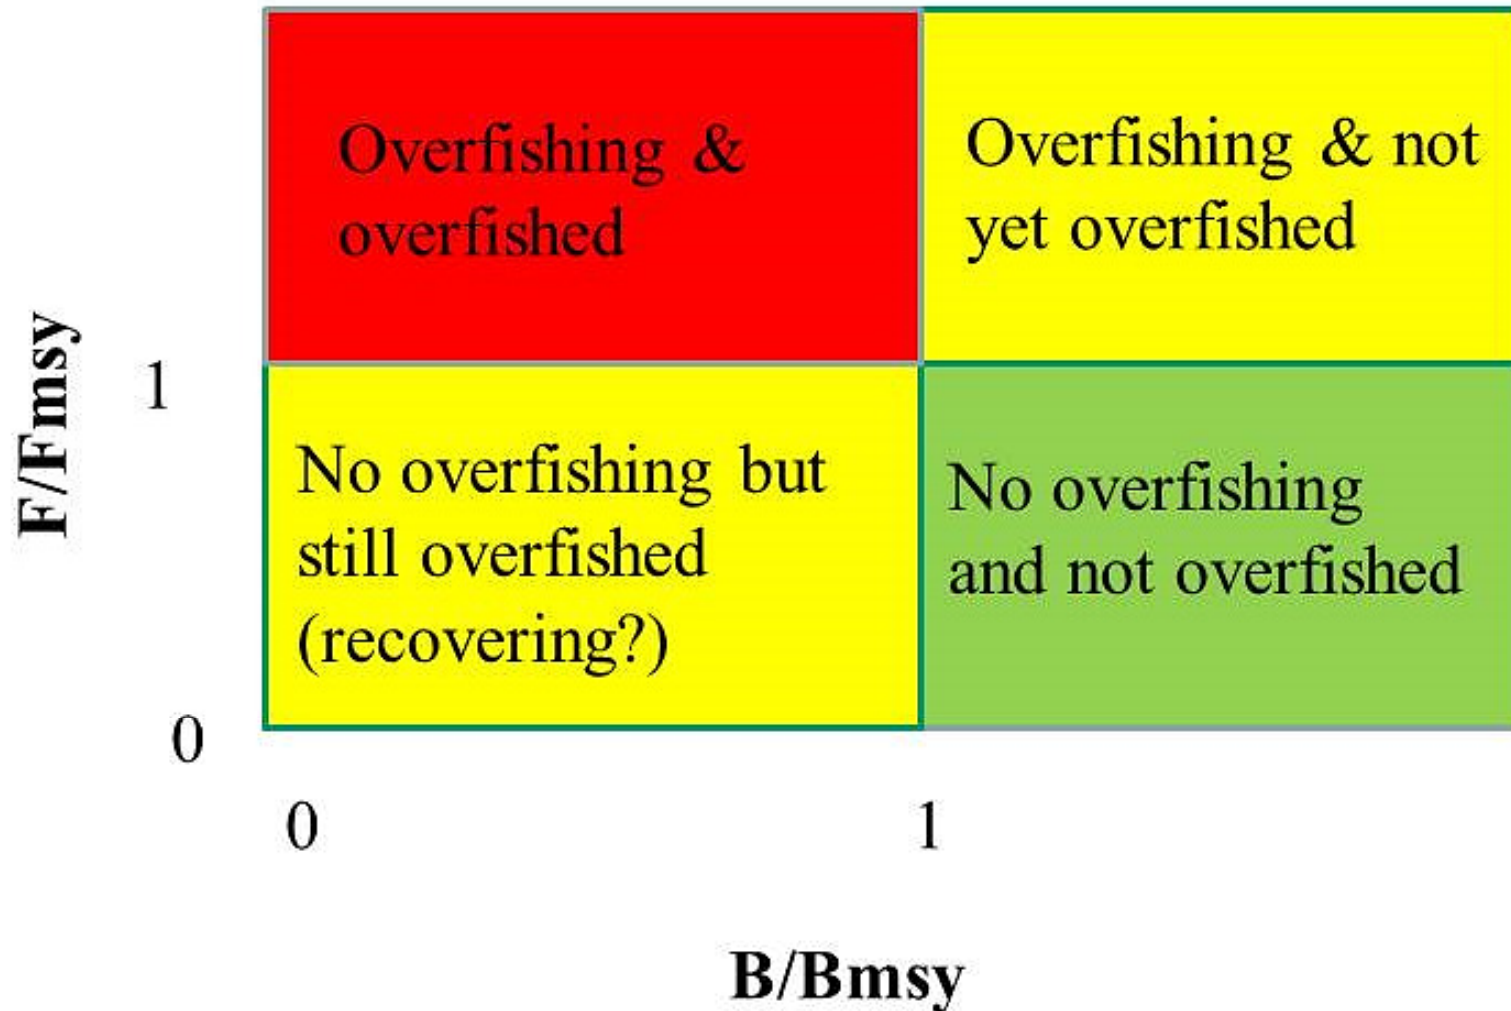 Overfishing &
overfished
Overfishing & not
yet overfished
F/Fmsy
1
No overfishing but
still overfished
(recovering?)
No overfishing
and not overfished
0
0
1
B/Bmsy